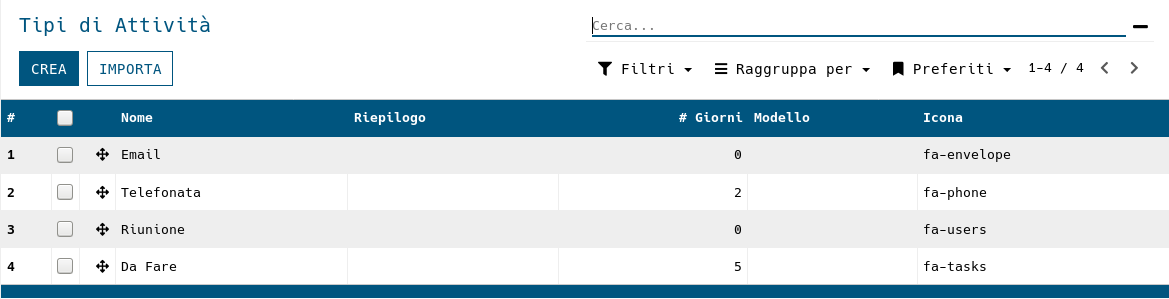 Tipi di Attività
Cerca...
CREA IMPORTA
Filtri Raggruppa per Preferiti 1-4 / 4
# Nome Riepilogo # Giorni Modello Icona
1 Email 0 fa-envelope
2 Telefonata 2 fa-phone
3 Riunione 0 fa-users
4 Da Fare 5 fa-tasks